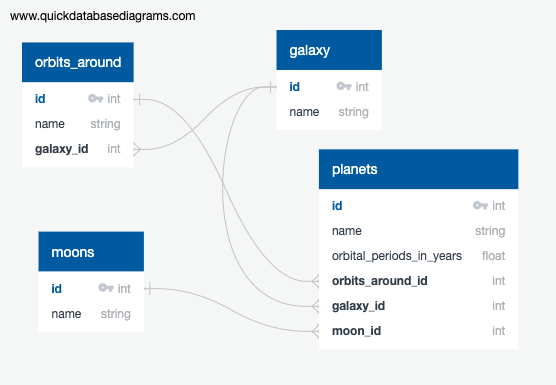 www.quickdatabasediagrams.com
orbits_around
id int
name string
galaxy_id int
galaxy
id int
name string
planets
id int
name string
orbital_periods_in_years float
orbits_around_id int
galaxy_id int
moon_id int
moons
id int
name string